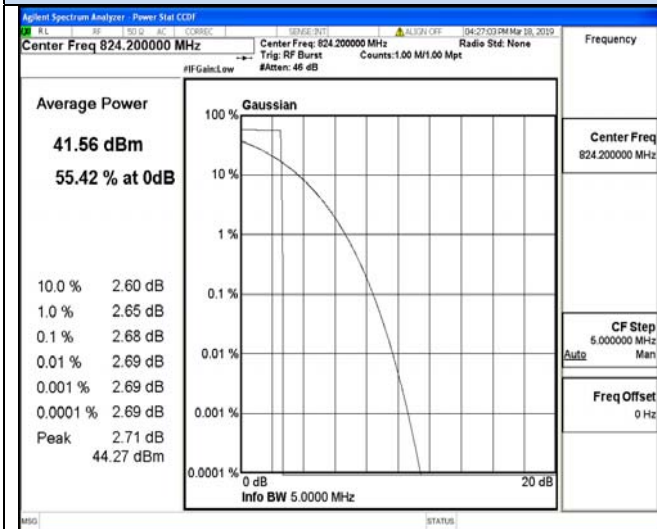 Agilent Spectrum Analyzer - Power Stat CCDF
RL RF 50 Ω AC CORREC SENSE:INT ALIGN OFF 04:27:03 PM Mar 18, 2019
Center Freq 824.200000 MHz
Center Freq: 824.200000 MHz Radio Std: None
Trig: RF Burst Counts:1.00 M/1.00 Mpt
#IFGain:Low #Atten: 46 dB
Frequency
Average Power
41.56 dBm
55.42 % at 0dB
10.0 % 2.60 dB
1.0 % 2.65 dB
0.1 % 2.68 dB
0.01 % 2.69 dB
0.001 % 2.69 dB
0.0001 % 2.69 dB
Peak 2.71 dB
44.27 dBm
Gaussian
100 %
10 %
1 %
0.1 %
0.01 %
0.001 %
0.0001 %
0 dB 20 dB
Info BW 5.0000 MHz
Center Freq
824.200000 MHz
CF Step
5.000000 MHz
Auto Man
Freq Offset
0 Hz
MSG STATUS